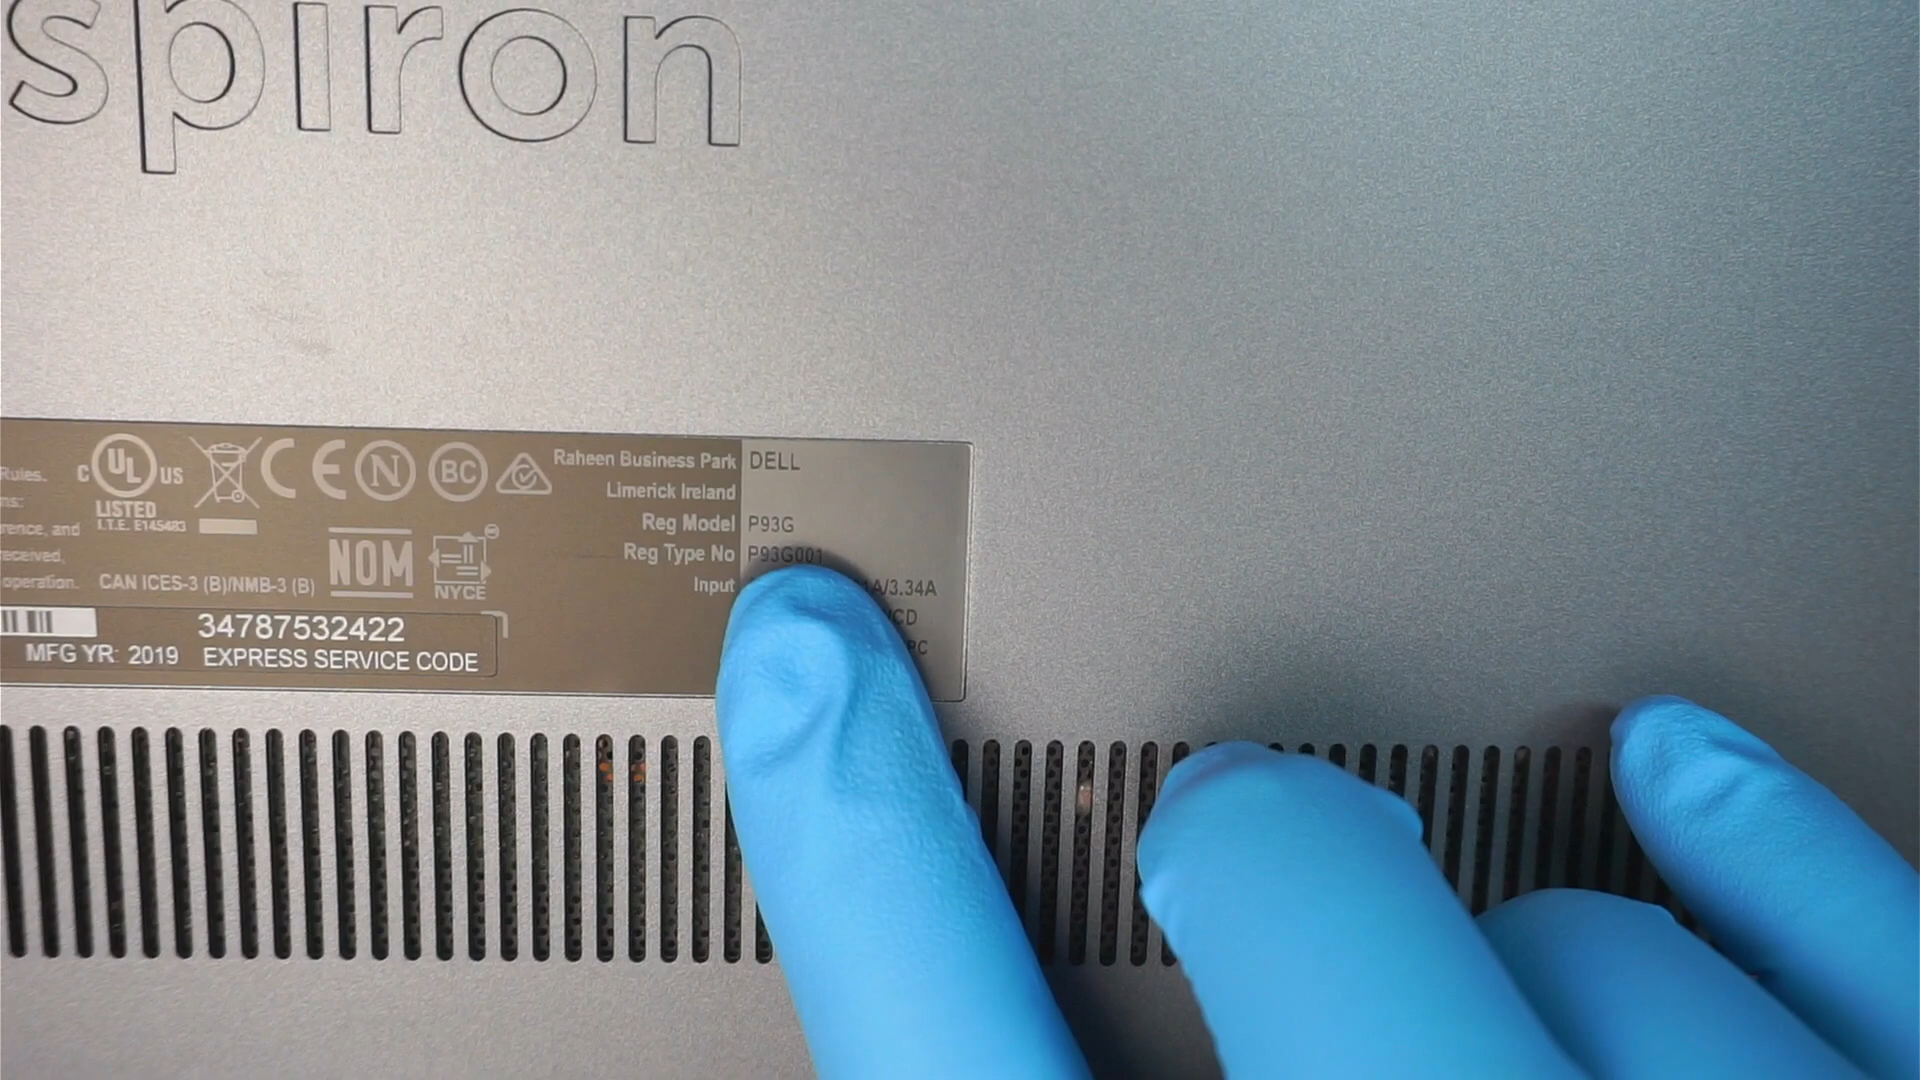 spiron
Rules.
c UL US
LISTED
I.T.E. E145483
CE
N
BC
Raheen Business Park DELL
Limerick Ireland
Reg Model P93G
Reg Type No P93G001
Input A/3.34A
CD
PC
ms:
rence, and
received,
operation.
CAN ICES-3 (B)/NMB-3 (B)
NOM
NYCE
34787532422
MFG YR: 2019 EXPRESS SERVICE CODE